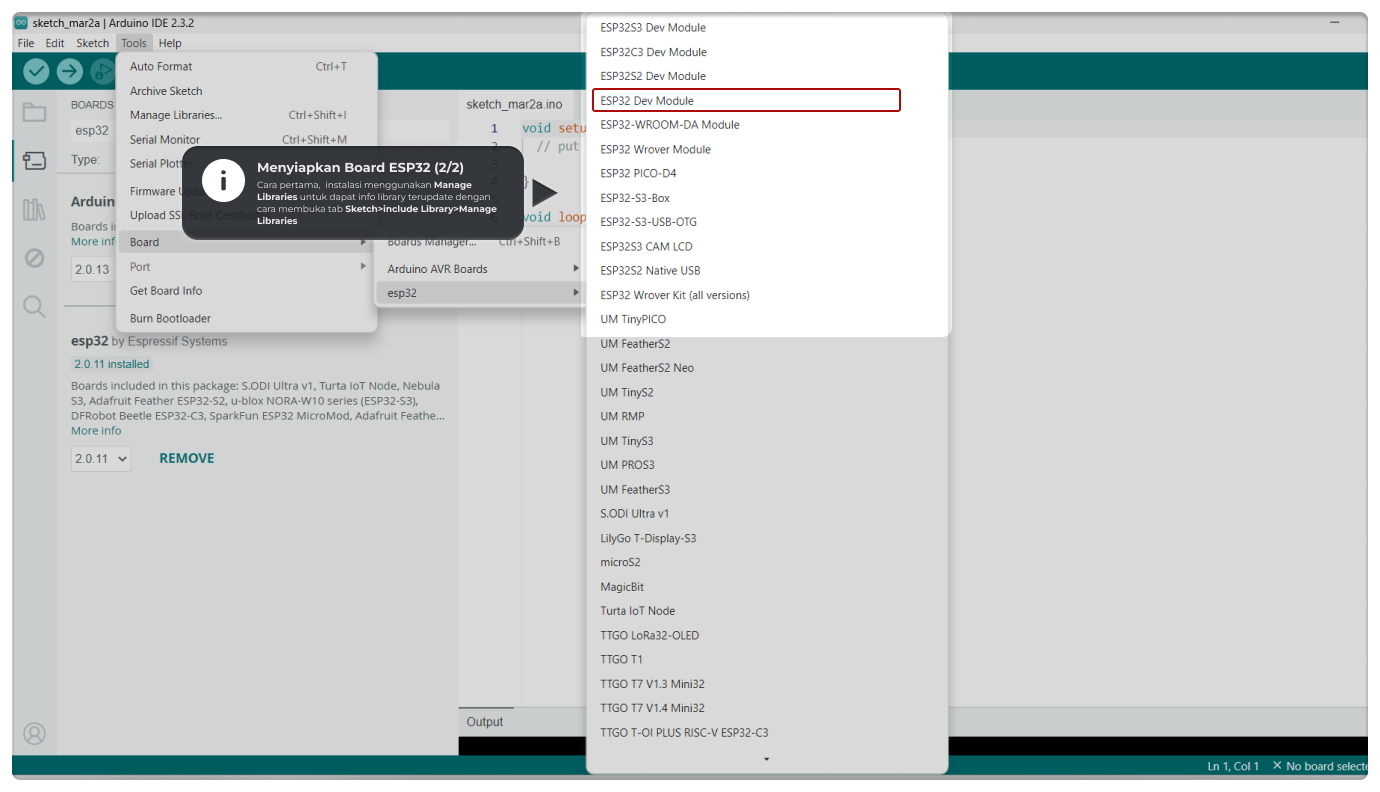 sketch_mar2a | Arduino IDE 2.3.2
File Edit Sketch Tools Help
Auto Format Ctrl+T
Archive Sketch
Manage Libraries... Ctrl+Shift+I
Serial Monitor Ctrl+Shift+M
Serial Plotter
Firmware
Upload SSL Root
Board
Port
Get Board Info
Burn Bootloader
BOARDS
esp32
Type:
Boards
More
2.0.13
esp32 by Espressif Systems
2.0.11 installed
Boards included in this package: S.ODI Ultra v1, Turta IoT Node, Nebula
S3, Adafruit Feather ESP32-S2, u-blox NORA-W10 series (ESP32-S3),
DFRobot Beetle ESP32-C3, SparkFun ESP32 MicroMod, Adafruit Feathe...
More info
2.0.11 REMOVE
Menyiapkan Board ESP32 (2/2)
Cara pertama, instalasi menggunakan Manage
Libraries untuk dapat info library terupdate dengan
cara membuka tab Sketch>include Library>Manage
Libraries
Boards Manager... Ctrl+Shift+B
Arduino AVR Boards
esp32
sketch_mar2a.ino
1 void setu
2 // put
}
void loop
ESP32S3 Dev Module
ESP32C3 Dev Module
ESP32S2 Dev Module
ESP32 Dev Module
ESP32-WROOM-DA Module
ESP32 Wrover Module
ESP32 PICO-D4
ESP32-S3-Box
ESP32-S3-USB-OTG
ESP32S3 CAM LCD
ESP32S2 Native USB
ESP32 Wrover Kit (all versions)
UM TinyPICO
UM FeatherS2
UM FeatherS2 Neo
UM TinyS2
UM RMP
UM TinyS3
UM PROS3
UM FeatherS3
S.ODI Ultra v1
LilyGo T-Display-S3
microS2
MagicBit
Turta IoT Node
TTGO LoRa32-OLED
TTGO T1
TTGO T7 V1.3 Mini32
TTGO T7 V1.4 Mini32
TTGO T-OI PLUS RISC-V ESP32-C3
Output
Ln 1, Col 1 × No board selecte